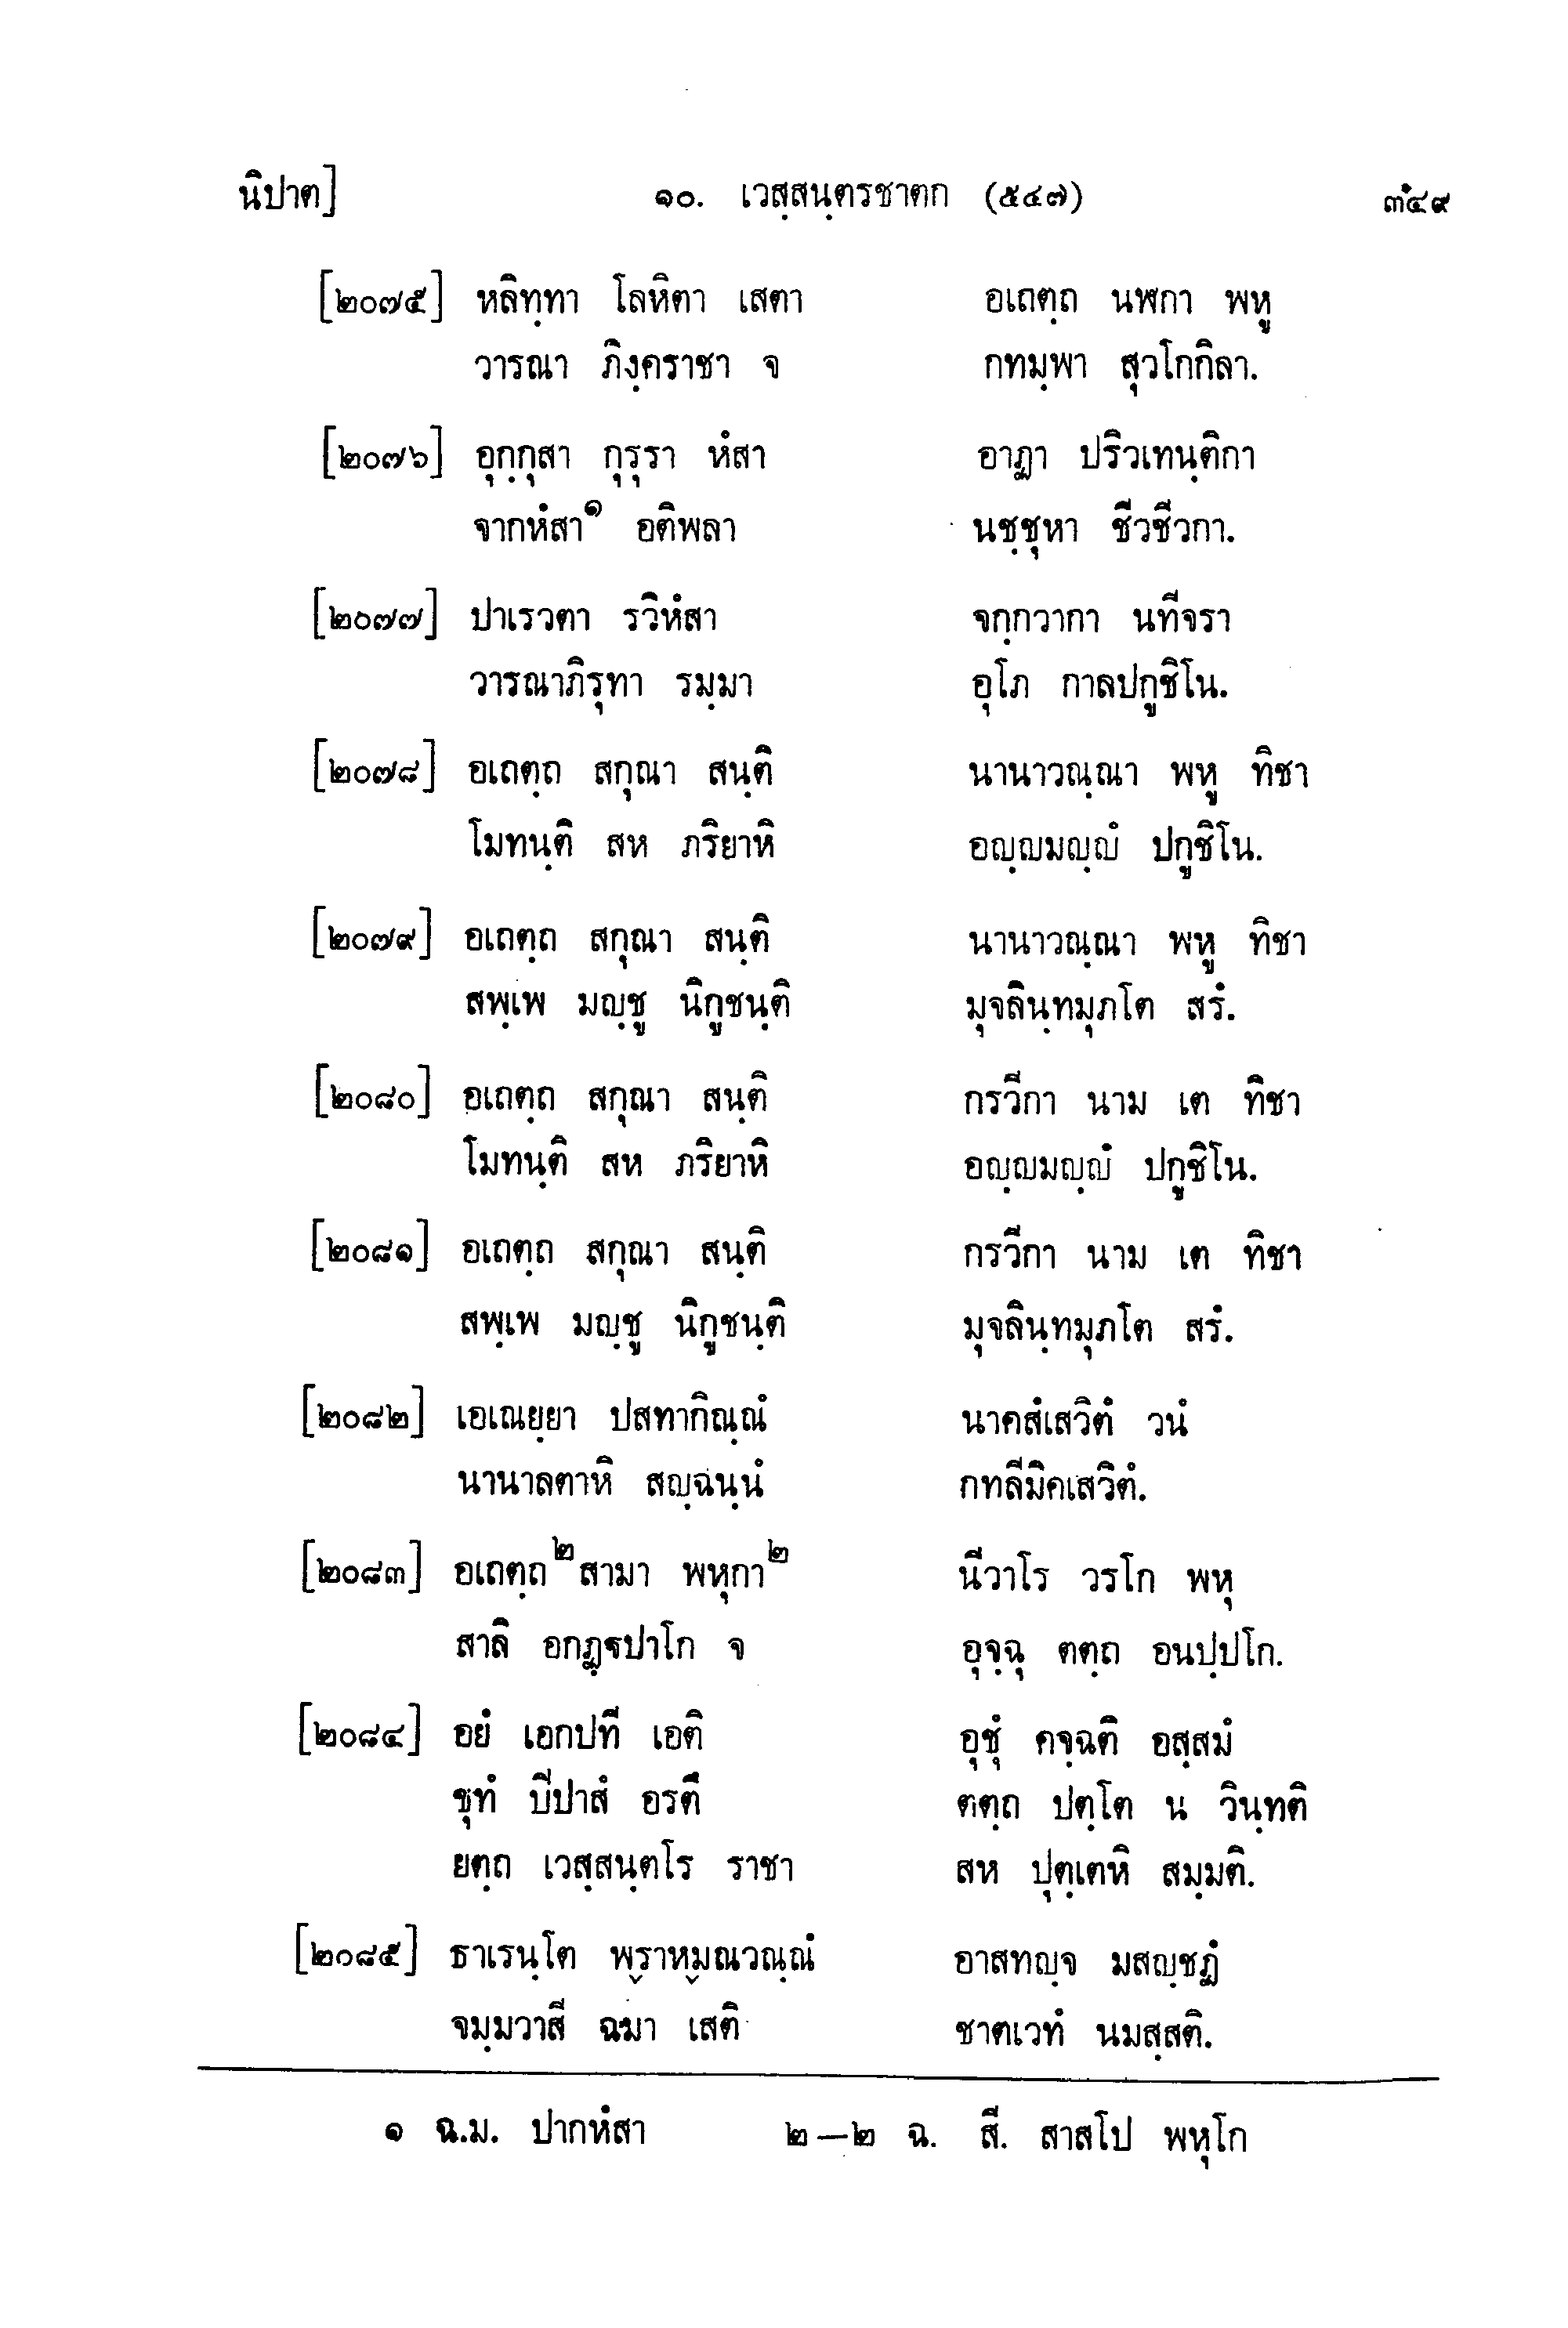 นิปาต] ๑๐. เวสฺสนฺตรชาตก (๕๔๗) ๓๔๙
[๒๐๗๕] หลิทฺทา โลหิตา เสตา อเถตฺถ นฬกา พหู
วารณา ภิงฺคราชา จ กทมฺพา สุวโกกิลา.
[๒๐๗๖] อุกฺกุสา กุรุรา หํสา อาฏา ปริวเทนฺติกา
จากหํสา๑ อติพลา นชฺชุหา ชีวชีวกา.
[๒๐๗๗] ปาเรวตา รวิหํสา จกฺกวากา นทีจรา
วารณาภิรุทา รมฺมา อุโภ กาลปกูชิโน.
[๒๐๗๘] อเถตฺถ สกุณา สนฺติ นานาวณฺณา พหู ทิชา
โมทนฺติ สห ภริยาหิ อญฺญมญฺญํ ปกูชิโน.
[๒๐๗๙] อเถตฺถ สกุณา สนฺติ นานาวณฺณา พหู ทิชา
สพฺเพ มญฺชู นิกูชนฺติ มุจลินฺทมุภโต สรํ.
[๒๐๘๐] อเถตฺถ สกุณา สนฺติ กรวีกา นาม เต ทิชา
โมทนฺติ สห ภริยาหิ อญฺญมญฺญํ ปกูชิโน.
[๒๐๘๑] อเถตฺถ สกุณา สนฺติ กรวีกา นาม เต ทิชา
สพฺเพ มญฺชู นิกูชนฺติ มุจลินฺทมุภโต สรํ.
[๒๐๘๒] เอเณยฺยา ปสทากิณฺณํ นาคสํเสวิตํ วนํ
นานาลตาหิ สญฺฉนฺนํ กทลีมิคเสวิตํ.
[๒๐๘๓] อเถตฺถ๒สามา พหุกา๒ นีวาโร วรโก พหุ
สาลิ อกฏฺฐปาโก จ อุจฺฉุ ตตฺถ อนปฺปโก.
[๒๐๘๔] อยํ เอกปที เอติ อุชุํ คจฺฉติ อสฺสมํ
ขุทํ ปีปาสํ อรตึ ตตฺถ ปตฺโต น วินฺทติ
ยตฺถ เวสฺสนฺตโร ราชา สห ปุตฺเตหิ สมฺมติ.
[๒๐๘๕] ธาเรนฺโต พฺราหฺมณวณฺณํ อาสทญฺจ มสญฺชฏํ
จมฺมวาสี ฉมา เสติ ชาตเวทํ นมสฺสติ.
๑ ฉ.ม. ปากหํสา ๒—๒ ฉ. สี. สาสโป พหุโก